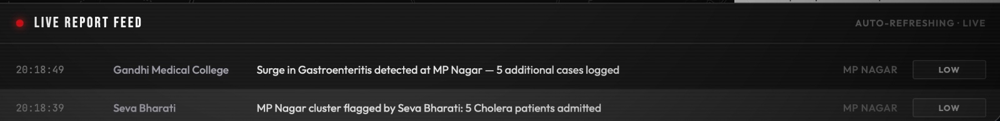 LIVE REPORT FEED
AUTO-REFRESHING · LIVE
20:18:49 Gandhi Medical College Surge in Gastroenteritis detected at MP Nagar — 5 additional cases logged MP NAGAR LOW
20:18:39 Seva Bharati MP Nagar cluster flagged by Seva Bharati: 5 Cholera patients admitted MP NAGAR LOW